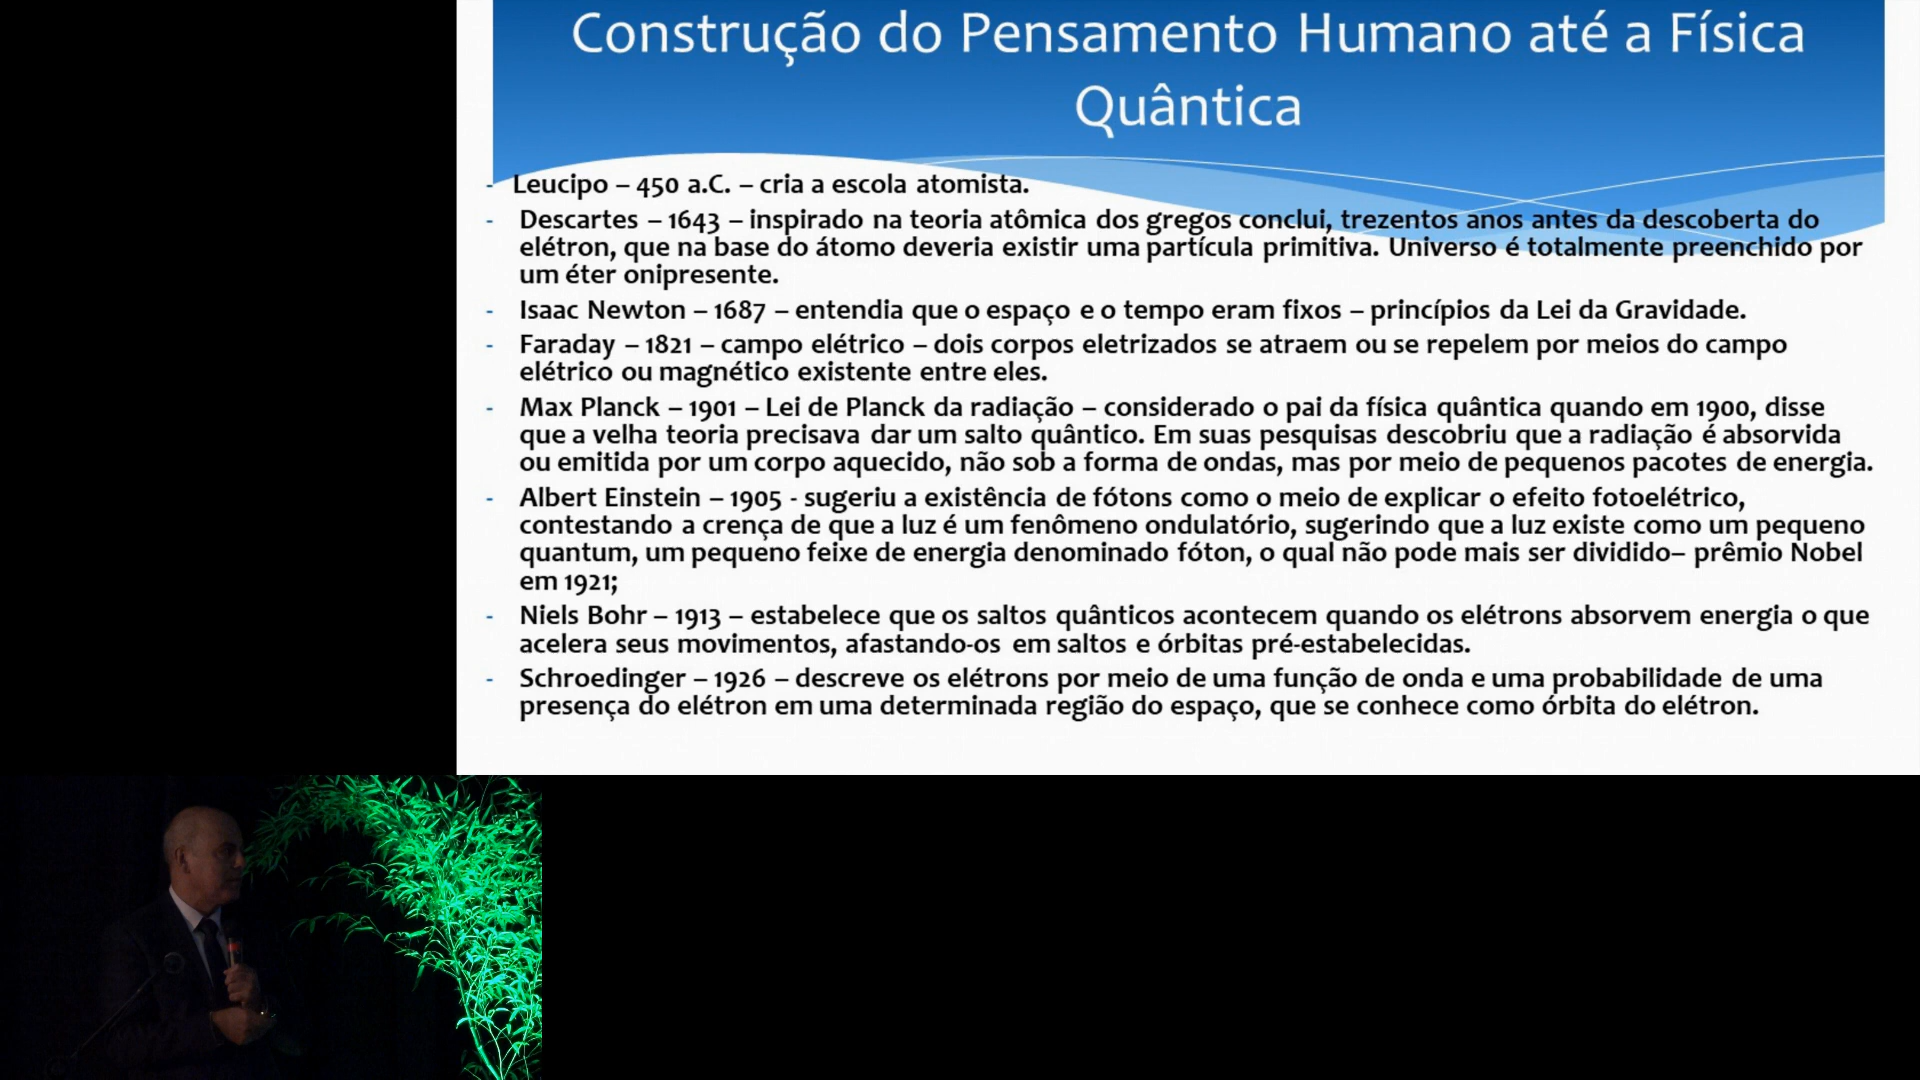 Construção do Pensamento Humano até a Física
Quântica
- Leucipo – 450 a.C. – cria a escola atomista.
- Descartes – 1643 – inspirado na teoria atômica dos gregos conclui, trezentos anos antes da descoberta do
elétron, que na base do átomo deveria existir uma partícula primitiva. Universo é totalmente preenchido por
um éter onipresente.
- Isaac Newton – 1687 – entendia que o espaço e o tempo eram fixos – princípios da Lei da Gravidade.
- Faraday – 1821 – campo elétrico – dois corpos eletrizados se atraem ou se repelem por meios do campo
elétrico ou magnético existente entre eles.
- Max Planck – 1901 – Lei de Planck da radiação – considerado o pai da física quântica quando em 1900, disse
que a velha teoria precisava dar um salto quântico. Em suas pesquisas descobriu que a radiação é absorvida
ou emitida por um corpo aquecido, não sob a forma de ondas, mas por meio de pequenos pacotes de energia.
- Albert Einstein – 1905 - sugeriu a existência de fótons como o meio de explicar o efeito fotoelétrico,
contestando a crença de que a luz é um fenômeno ondulatório, sugerindo que a luz existe como um pequeno
quantum, um pequeno feixe de energia denominado fóton, o qual não pode mais ser dividido– prêmio Nobel
em 1921;
- Niels Bohr – 1913 – estabelece que os saltos quânticos acontecem quando os elétrons absorvem energia o que
acelera seus movimentos, afastando-os em saltos e órbitas pré-estabelecidas.
- Schroedinger – 1926 – descreve os elétrons por meio de uma função de onda e uma probabilidade de uma
presença do elétron em uma determinada região do espaço, que se conhece como órbita do elétron.